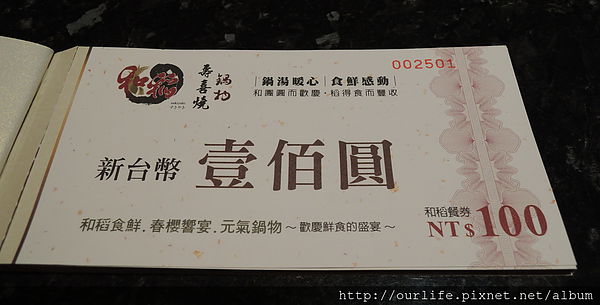 002501
和稻
壽喜燒
鍋物
鍋湯暖心 | 食鮮感動
和團圓而歡慶·稻得食而豐收
新台幣 壹佰圓
和稻食鮮.春櫻饗宴.元氣鍋物～歡慶鮮食的盛宴～
和稻餐券
NT$100
http://ourlife.pixnet.net/album